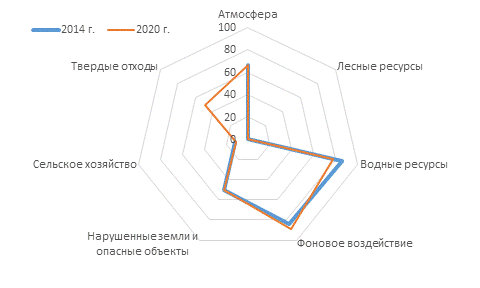 Атмосфера
100
2014 г. 2020 г.
80
Твердые отходы
Лесные ресурсы
60
40
20
0
Сельское хозяйство
Водные ресурсы
Нарушенные земли и
опасные объекты
Фоновое воздействие